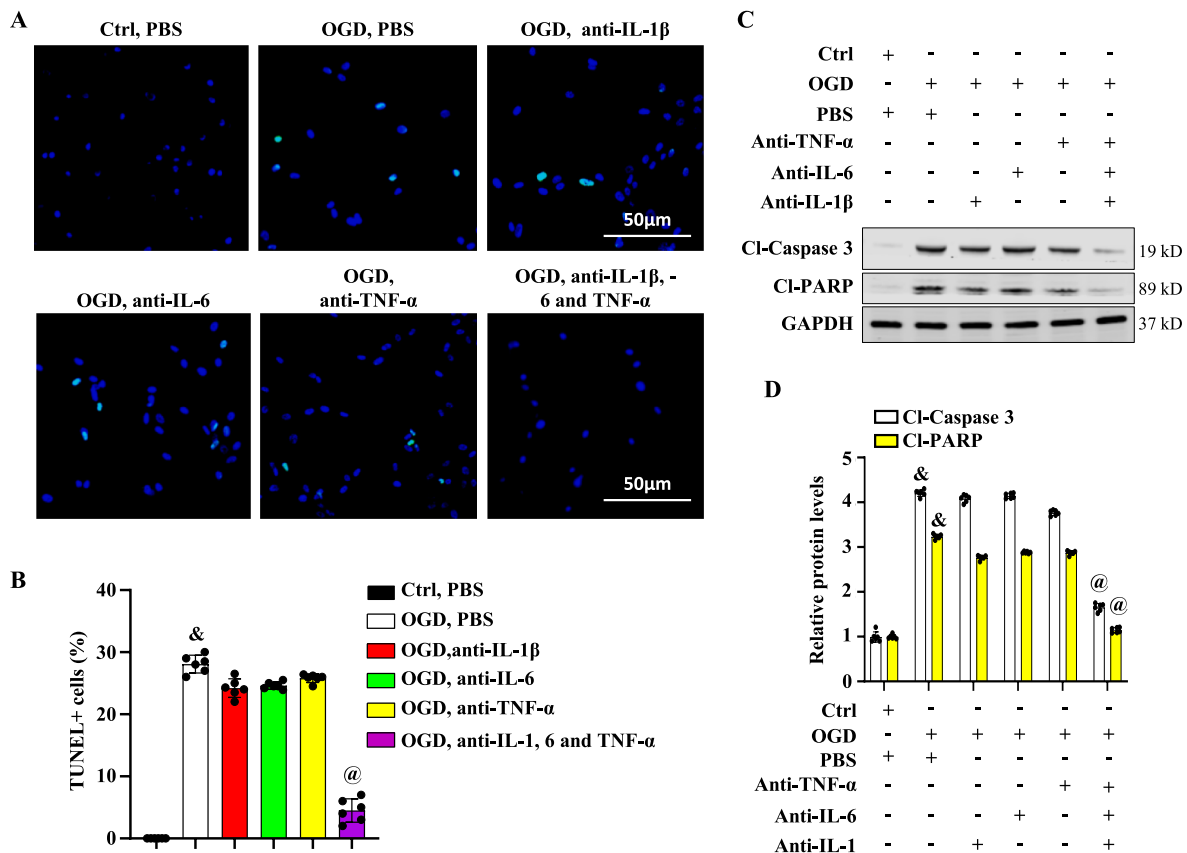 A
Ctrl, PBS
OGD, PBS
OGD, anti-IL-1β
50μm
OGD, anti-IL-6
OGD,
anti-TNF-α
OGD, anti-IL-1β, -
6 and TNF-α
50μm
B
TUNEL+ cells (%)
40
30
20
10
0
&
@
Ctrl, PBS
OGD, PBS
OGD,anti-IL-1β
OGD, anti-IL-6
OGD, anti-TNF-α
OGD, anti-IL-1, 6 and TNF-α
C
Ctrl + - - - - -
OGD - + + + + +
PBS + + - - - -
Anti-TNF-α - - - - + +
Anti-IL-6 - - - + - +
Anti-IL-1β - - + - - +
Cl-Caspase 3 19 kD
Cl-PARP 89 kD
GAPDH 37 kD
D
Cl-Caspase 3
Cl-PARP
Relative protein levels
5
4
3
2
1
0
&
&
@
@
Ctrl + - - - - -
OGD - + + + + +
PBS + + - - - -
Anti-TNF-α - - - - + +
Anti-IL-6 - - - + - +
Anti-IL-1 - - + - - +